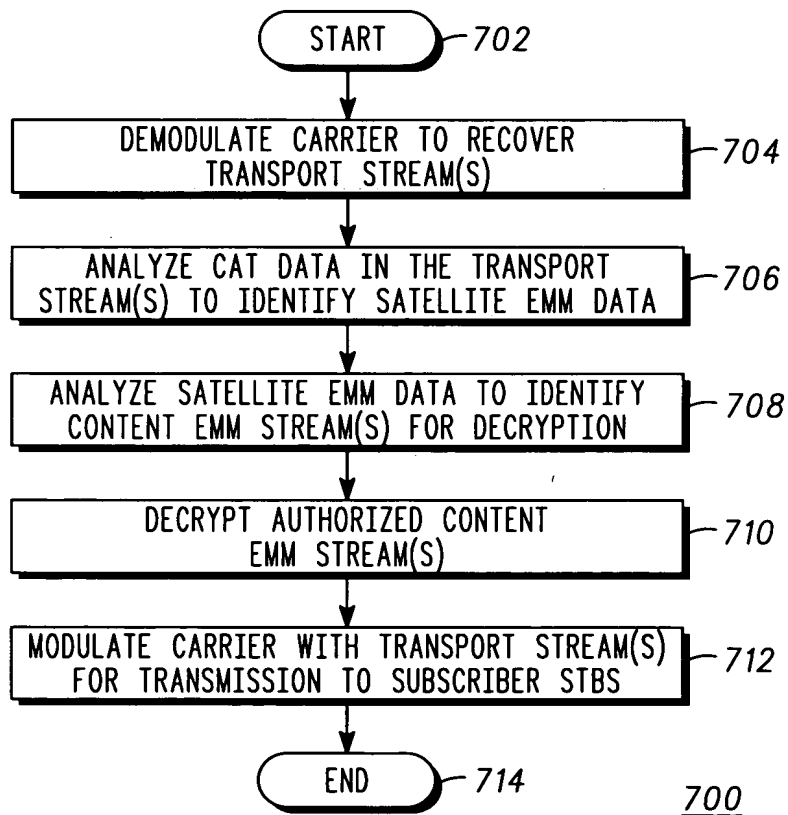 START
702
DEMODULATE CARRIER TO RECOVER
TRANSPORT STREAM(S)
704
ANALYZE CAT DATA IN THE TRANSPORT
STREAM(S) TO IDENTIFY SATELLITE EMM DATA
706
ANALYZE SATELLITE EMM DATA TO IDENTIFY
CONTENT EMM STREAM(S) FOR DECRYPTION
708
DECRYPT AUTHORIZED CONTENT
EMM STREAM(S)
710
MODULATE CARRIER WITH TRANSPORT STREAM(S)
FOR TRANSMISSION TO SUBSCRIBER STBS
712
END
714
700